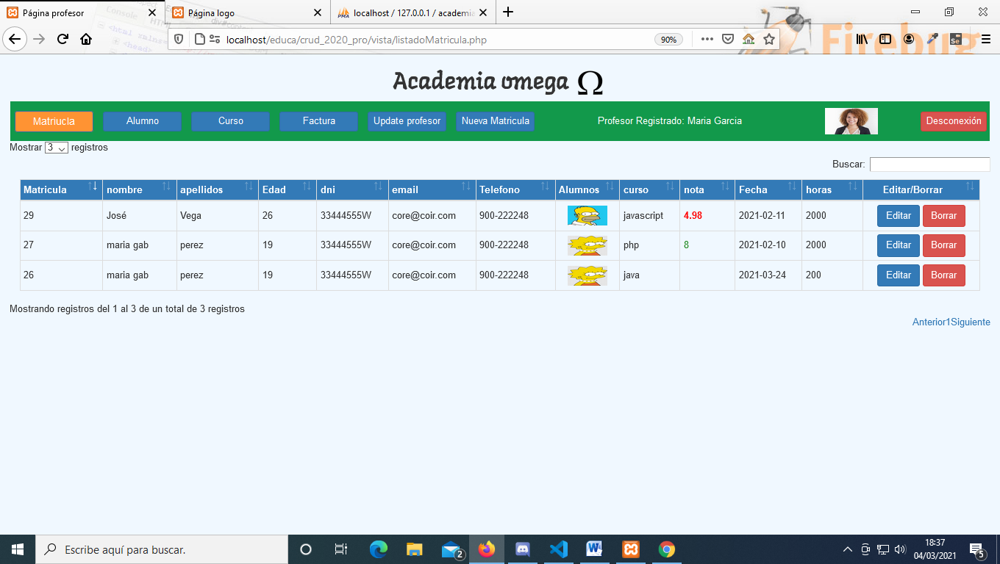 Página profesor
Página logo
localhost / 127.0.0.1 / academia
localhost/educa/crud_2020_pro/vista/listadoMatricula.php
90%
Firebug
Academia omega Ω
Matriucla Alumno Curso Factura Update profesor Nueva Matricula Profesor Registrado: Maria Garcia Desconexión
Mostrar 3 registros
Buscar:
Matricula nombre apellidos Edad dni email Telefono Alumnos curso nota Fecha horas Editar/Borrar
29 José Vega 26 33444555W core@coir.com 900-222248 javascript 4.98 2021-02-11 2000 Editar Borrar
27 maria gab perez 19 33444555W core@coir.com 900-222248 php 8 2021-02-10 2000 Editar Borrar
26 maria gab perez 19 33444555W core@coir.com 900-222248 java 2021-03-24 200 Editar Borrar
Mostrando registros del 1 al 3 de un total de 3 registros
Anterior1Siguiente
Escribe aquí para buscar.
2
18:37
04/03/2021
5